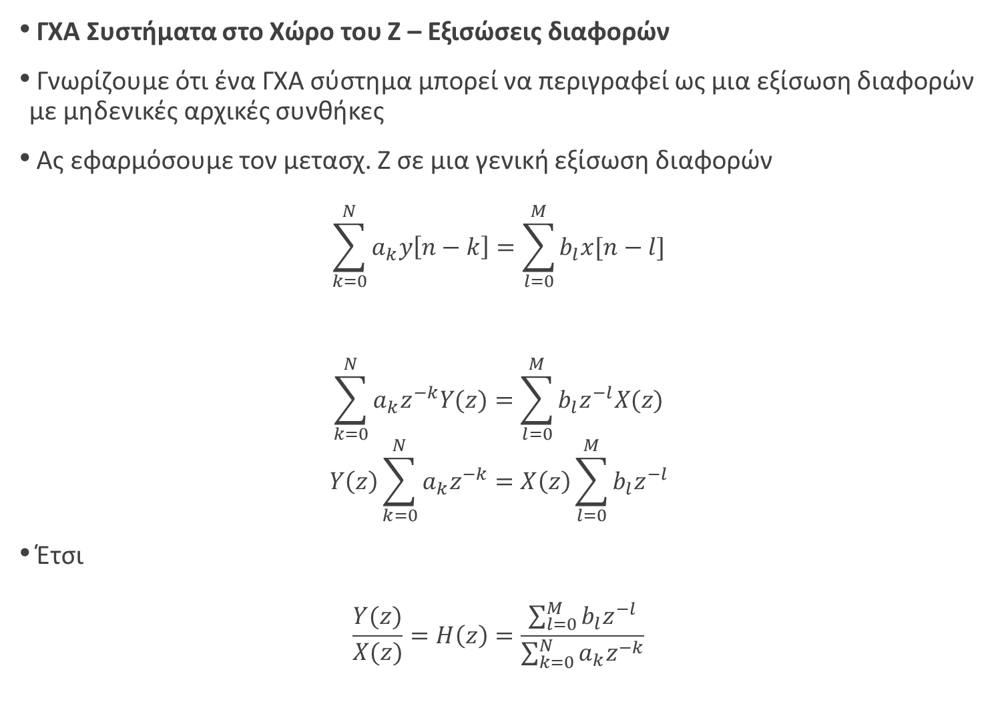 • ΓΧΑ Συστήματα στο Χώρο του Ζ – Εξισώσεις διαφορών
• Γνωρίζουμε ότι ένα ΓΧΑ σύστημα μπορεί να περιγραφεί ως μια εξίσωση διαφορών
με μηδενικές αρχικές συνθήκες
• Ας εφαρμόσουμε τον μετασχ. Ζ σε μια γενική εξίσωση διαφορών
$\sum_{k=0}^{N} a_k y[n-k] = \sum_{l=0}^{M} b_l x[n-l]$
$\sum_{k=0}^{N} a_k z^{-k} Y(z) = \sum_{l=0}^{M} b_l z^{-l} X(z)$
$Y(z) \sum_{k=0}^{N} a_k z^{-k} = X(z) \sum_{l=0}^{M} b_l z^{-l}$
• Έτσι
$\frac{Y(z)}{X(z)} = H(z) = \frac{\sum_{l=0}^{M} b_l z^{-l}}{\sum_{k=0}^{N} a_k z^{-k}}$